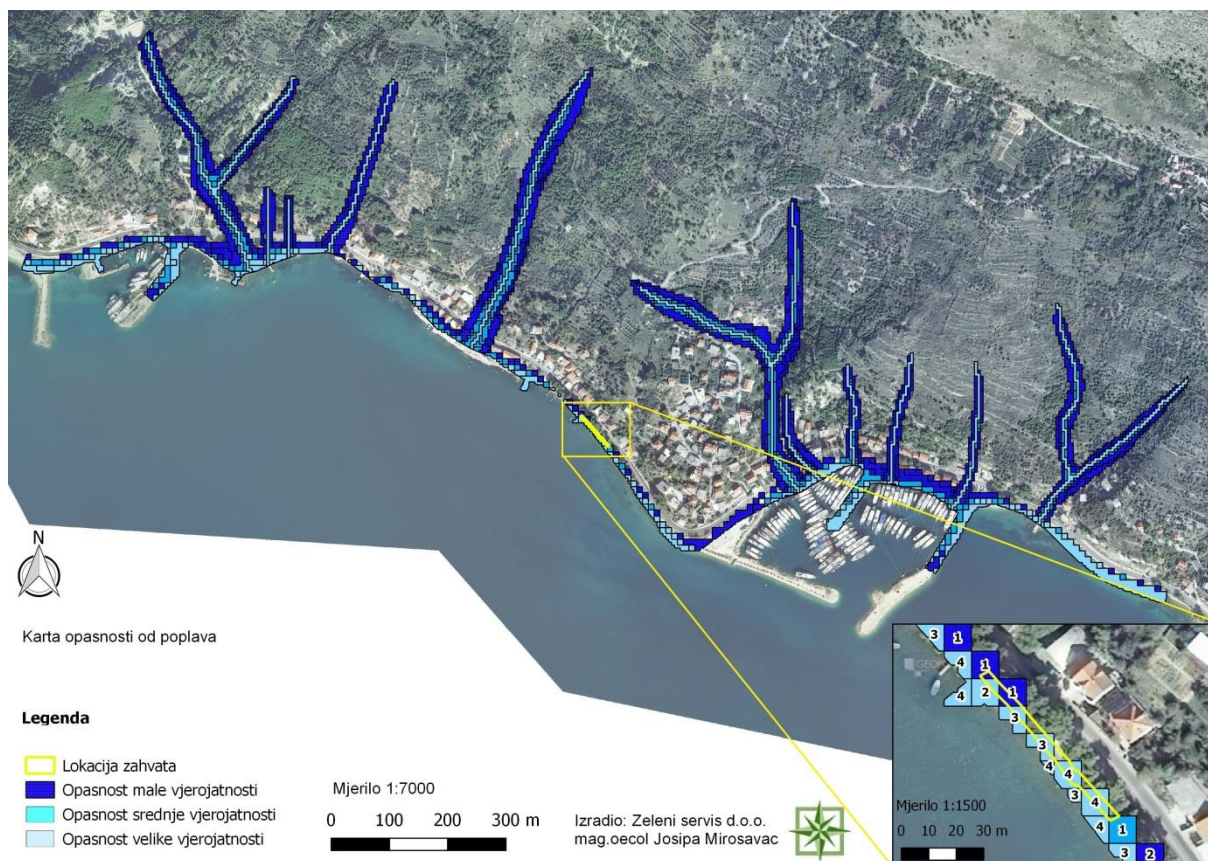 GEOP
N
Karta opasnosti od poplava
Legenda
Lokacija zahvata
Opasnost male vjerojatnosti
Opasnost srednje vjerojatnosti
Opasnost velike vjerojatnosti
Mjerilo 1:7000
0 100 200 300 m
Izradio: Zeleni servis d.o.o.
mag.oecol Josipa Mirosavac
3 1
4 1
GEOP
4 2 1
3
3
4 4
3 4
4 1
3 2
Mjerilo 1:1500
0 10 20 30 m